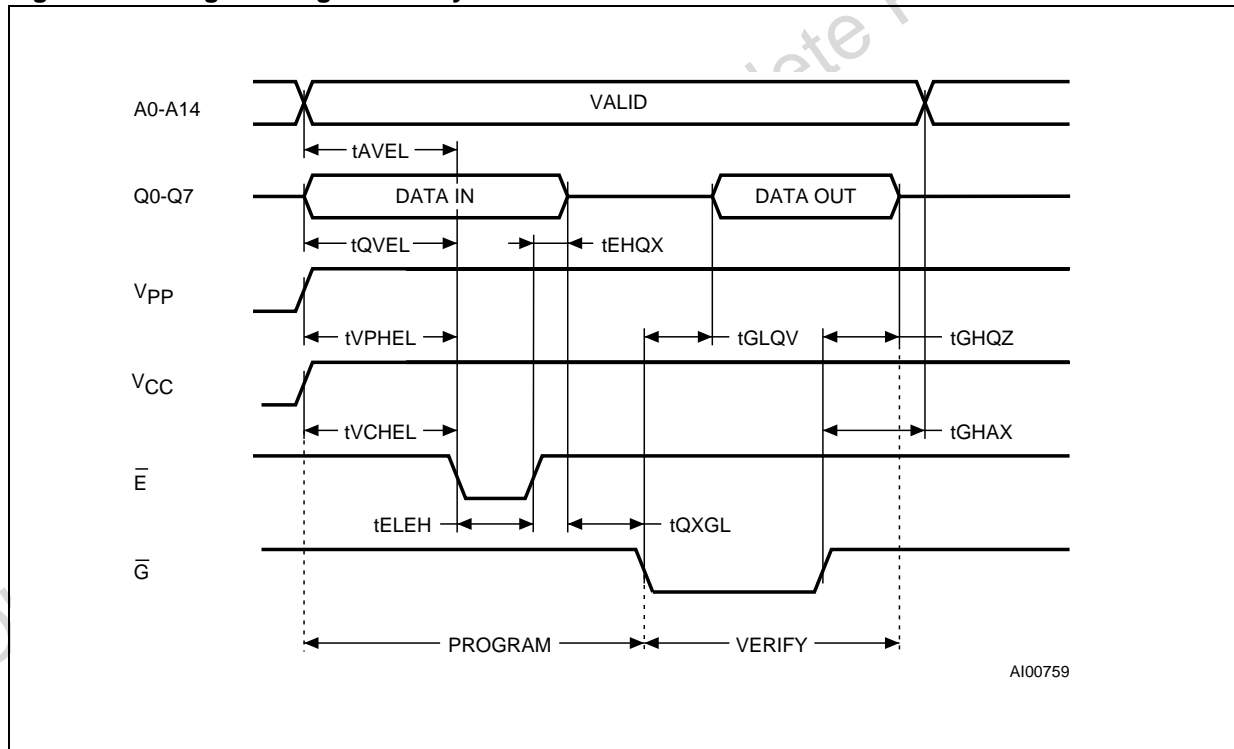 A0-A14
VALID
tAVEL
Q0-Q7
DATA IN
DATA OUT
tQVEL
tEHQX
VPP
tVPHEL
tGLQV
tGHQZ
VCC
tVCHEL
tGHAX
E̅
tELEH
tQXGL
G̅
PROGRAM
VERIFY
AI00759